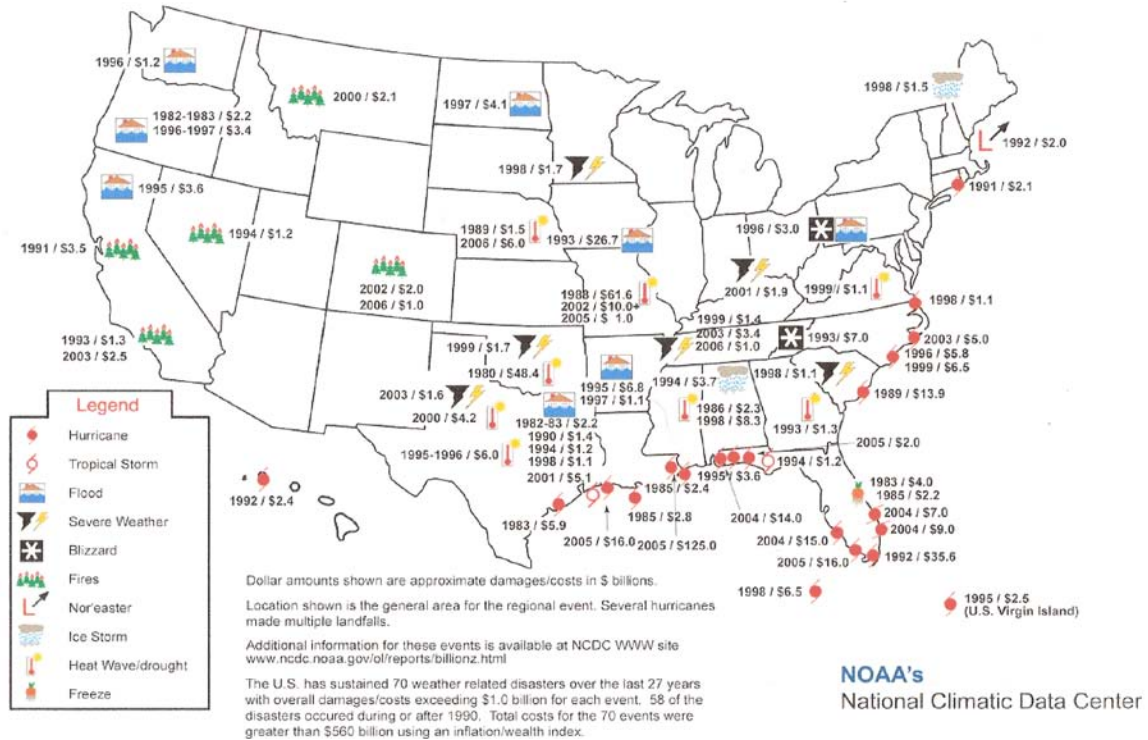 1996 / $1.2
2000 / $2.1
1997 / $4.1
1998 / $1.5
1982-1983 / $2.2
1996-1997 / $3.4
L
1992 / $2.0
1998 / $1.7
1995 / $3.6
1991 / $2.1
1989 / $1.5
2006 / $6.0
1993 / $26.7
1996 / $3.0
1994 / $1.2
1991 / $3.5
2002 / $2.0
2006 / $1.0
1988 / $61.6
2002 / $10.0+
2005 / $ 1.0
2001 / $1.9
1999 / $1.1
1998 / $1.1
1993 / $1.3
2003 / $2.5
1999 / $1.4
2003 / $3.4
2006 / $1.0
1993/ $7.0
2003 / $5.0
1996 / $5.8
1999 / $6.5
1999 / $1.7
1980 / $48.4
1995 / $6.8
1997 / $1.1
1994 / $3.7
1998 / $1.1
1989 / $13.9
2003 / $1.6
2000 / $4.2
1986 / $2.3
1998 / $8.3
1993 / $1.3
1982-83 / $2.2
1990 / $1.4
1994 / $1.2
1998 / $1.1
2001 / $5.1
1995-1996 / $6.0
2005 / $2.0
1994 / $1.2
1995 / $3.6
1983 / $4.0
1985 / $2.2
1985 / $2.4
1985 / $2.8
2004 / $7.0
2004 / $9.0
2004 / $14.0
2004 / $15.0
1983 / $5.9
2005 / $16.0
2005 / $125.0
2005 / $16.0
1992 / $35.6
1992 / $2.4
1998 / $6.5
1995 / $2.5
(U.S. Virgin Island)
Legend
Hurricane
Tropical Storm
Flood
Severe Weather
Blizzard
Fires
L
Nor'easter
Ice Storm
Heat Wave/drought
Freeze
Dollar amounts shown are approximate damages/costs in $ billions.
Location shown is the general area for the regional event. Several hurricanes
made multiple landfalls.
Additional information for these events is available at NCDC WWW site
www.ncdc.noaa.gov/ol/reports/billionz.html
The U.S. has sustained 70 weather related disasters over the last 27 years
with overall damages/costs exceeding $1.0 billion for each event. 58 of the
disasters occured during or after 1990. Total costs for the 70 events were
greater than $560 billion using an inflation/wealth index.
NOAA's
National Climatic Data Center